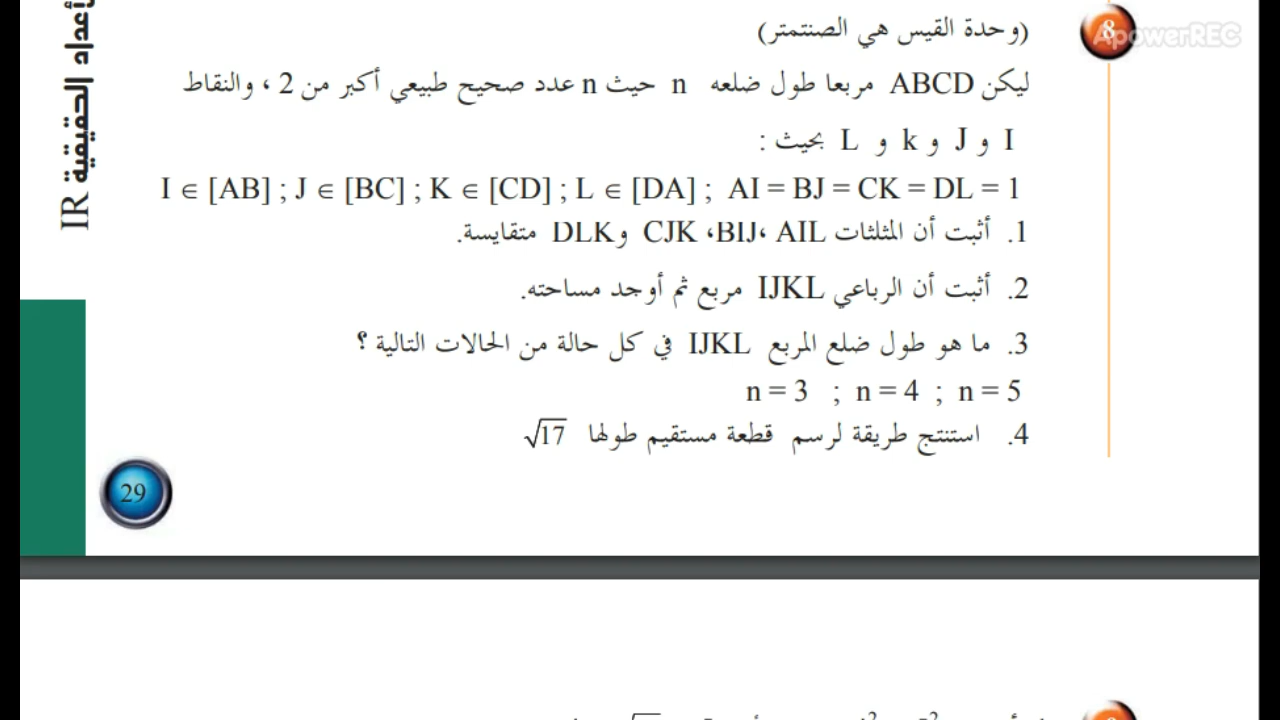 8
ApowerREC
(وحدة القيس هي الصنتمتر)
ليكن ABCD مربعا طول ضلعه n حيث n عدد صحيح طبيعي أكبر من 2 ، والنقاط
I و J و k و L بحيث :
I ∈ [AB] ; J ∈ [BC] ; K ∈ [CD] ; L ∈ [DA] ; AI = BJ = CK = DL = 1
1. أثبت أن المثلثات AIL ،BIJ، CJK وDLK متقايسة.
2. أثبت أن الرباعي IJKL مربع ثم أوجد مساحته.
3. ما هو طول ضلع المربع IJKL في كل حالة من الحالات التالية ؟
n = 3 ; n = 4 ; n = 5
4. استنتج طريقة لرسم قطعة مستقيم طولها √17
الحقيقية IR
29